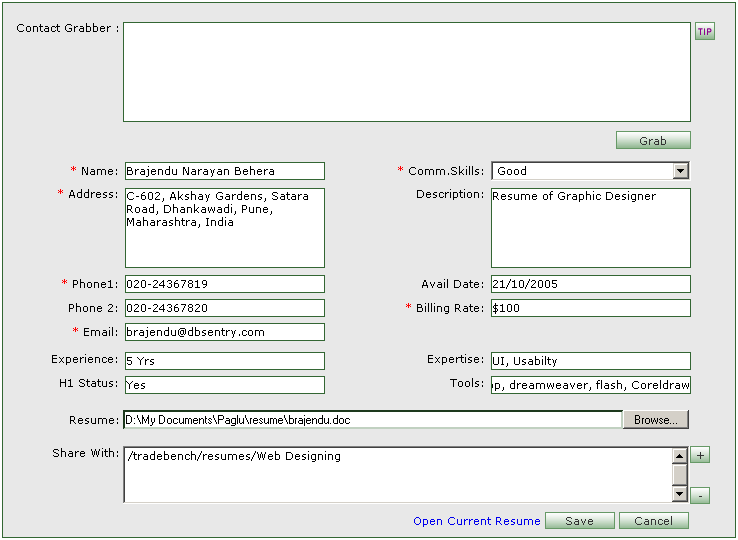 Contact Grabber :
TIP
Grab
* Name: Brajendu Narayan Behera
* Comm.Skills: Good
* Address: C-602, Akshay Gardens, Satara
Road, Dhankawadi, Pune,
Maharashtra, India
Description: Resume of Graphic Designer
* Phone1: 020-24367819
Avail Date: 21/10/2005
Phone 2: 020-24367820
* Billing Rate: $100
* Email: brajendu@dbsentry.com
Experience: 5 Yrs
Expertise: UI, Usabilty
H1 Status: Yes
Tools: op, dreamweaver, flash, Coreldraw
Resume: D:\My Documents\Paglu\resume\brajendu.doc Browse...
Share With: /tradebench/resumes/Web Designing
+
-
Open Current Resume Save Cancel